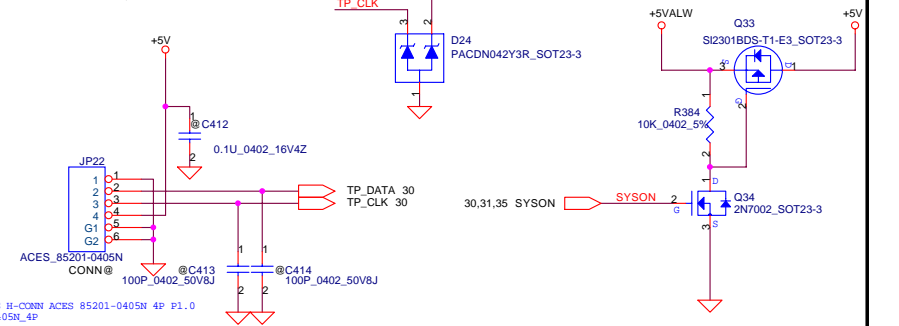 TP_CLK
3
2
D24
PACDN042Y3R_SOT23-3
1
+5VALW
Q33
+5V
SI2301BDS-T1-E3_SOT23-3
3
S
D
1
G
2
1
R384
10K_0402_5%
2
+5V
1
@C412
2
0.1U_0402_16V4Z
JP22
1
1
2
2
3
3
4
4
G1
5
G2
6
ACES_85201-0405N
CONN@
TP_DATA 30
TP_CLK 30
1
@C413
100P_0402_50V8J
2
1
@C414
100P_0402_50V8J
2
30,31,35 SYSON
SYSON
2
G
1
D
Q34
2N7002_SOT23-3
3
S
H-CONN ACES 85201-0405N 4P P1.0
05N_4P